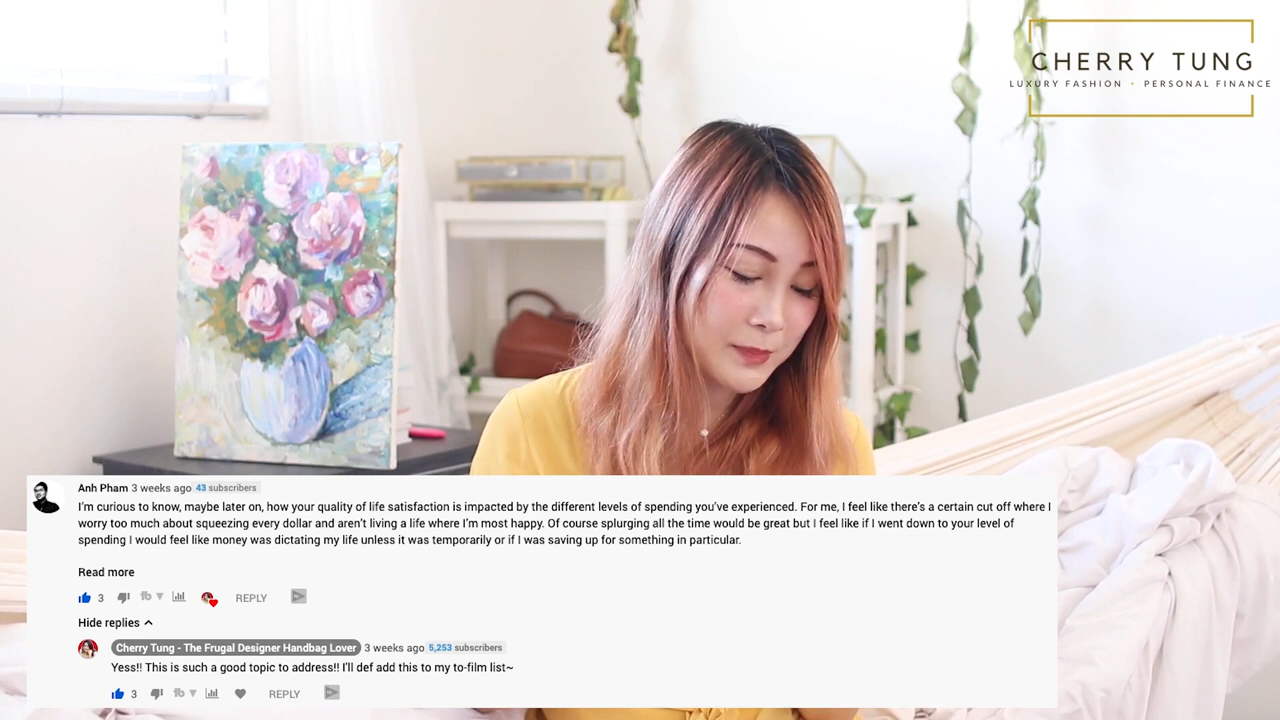 CHERRY TUNG
LUXURY FASHION • PERSONAL FINANCE
Anh Pham 3 weeks ago 43 subscribers
I'm curious to know, maybe later on, how your quality of life satisfaction is impacted by the different levels of spending you've experienced. For me, I feel like there's a certain cut off where I
worry too much about squeezing every dollar and aren't living a life where I'm most happy. Of course splurging all the time would be great but I feel like if I went down to your level of
spending I would feel like money was dictating my life unless it was temporarily or if I was saving up for something in particular.
Read more
3 fb REPLY
Hide replies
Cherry Tung - The Frugal Designer Handbag Lover 3 weeks ago 5,253 subscribers
Yess!! This is such a good topic to address!! I'll def add this to my to-film list~
3 fb REPLY